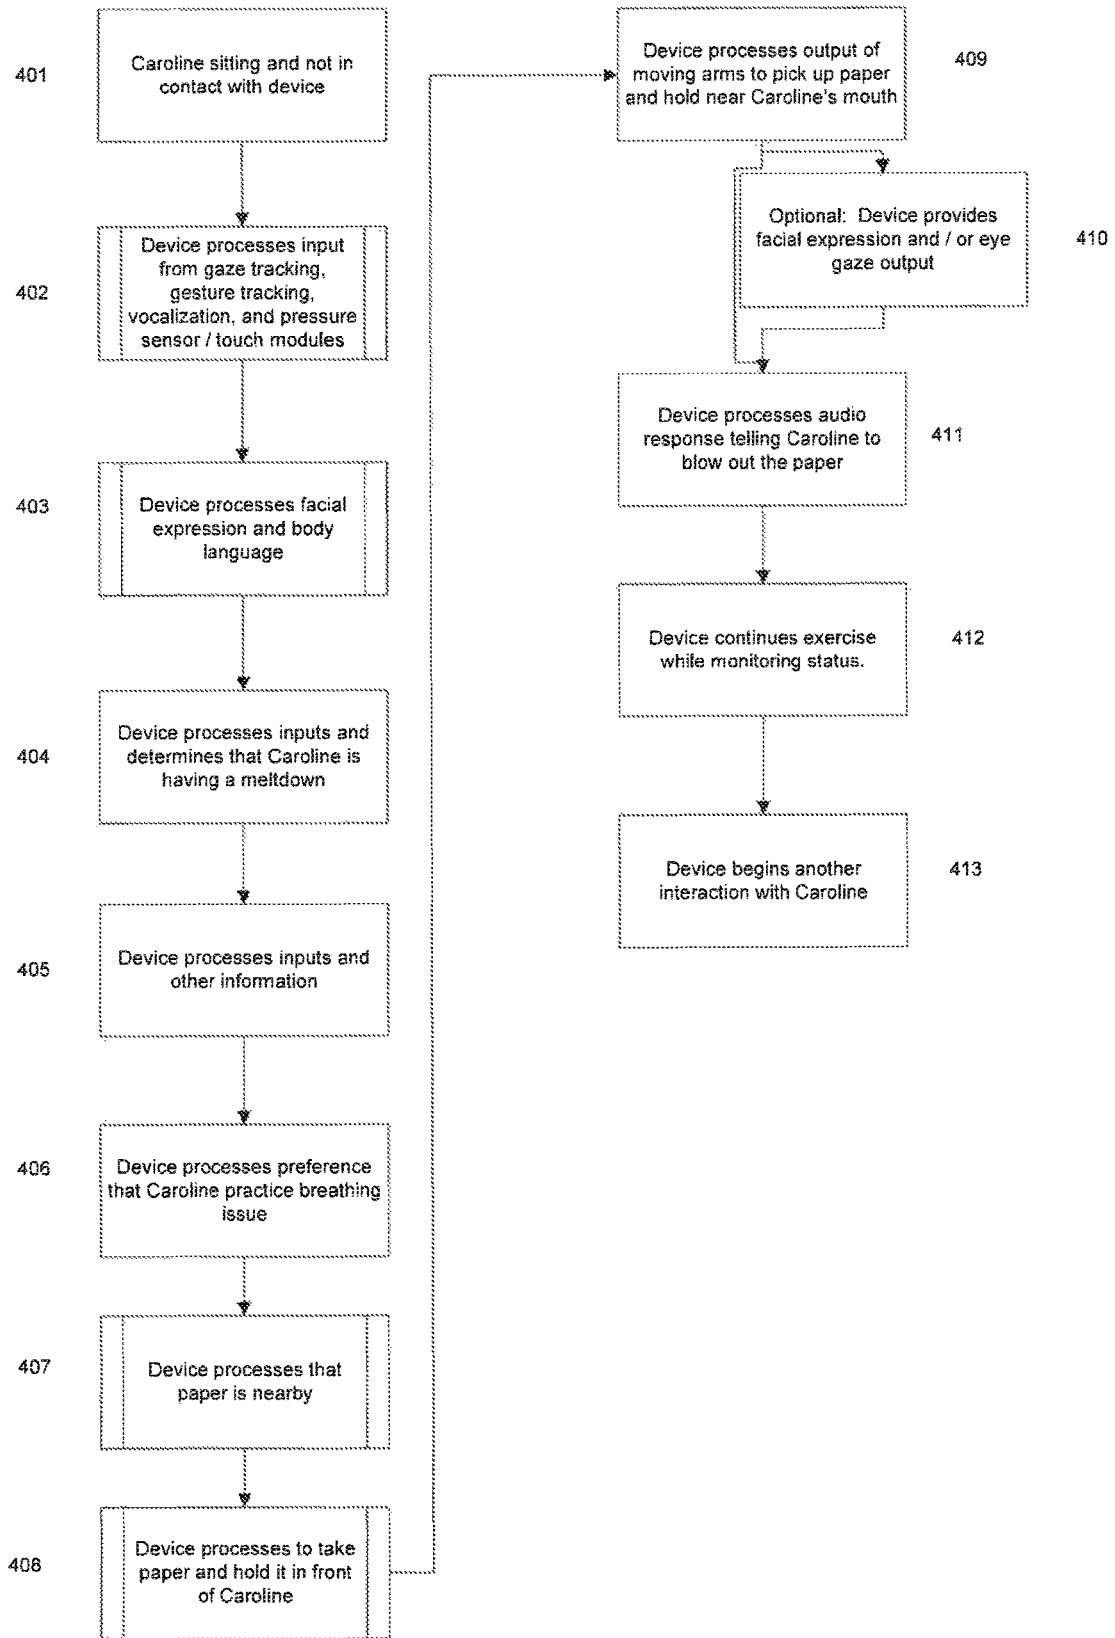 401
Caroline sitting and not in
contact with device
402
Device processes input
from gaze tracking,
gesture tracking,
vocalization, and pressure
sensor / touch modules
403
Device processes facial
expression and body
language
404
Device processes inputs and
determines that Caroline is
having a meltdown
405
Device processes inputs and
other information
406
Device processes preference
that Caroline practice breathing
issue
407
Device processes that
paper is nearby
408
Device processes to take
paper and hold it in front
of Caroline
Device processes output of
moving arms to pick up paper
and hold near Caroline's mouth
409
Optional: Device provides
facial expression and / or eye
gaze output
410
Device processes audio
response telling Caroline to
blow out the paper
411
Device continues exercise
while monitoring status.
412
Device begins another
interaction with Caroline
413